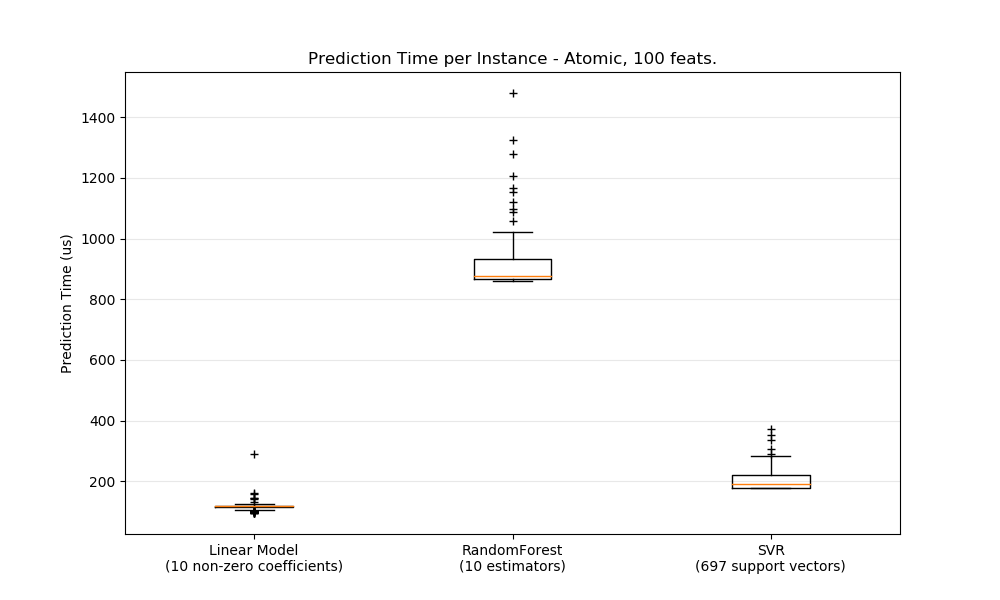 Prediction Time per Instance - Atomic, 100 feats.
Prediction Time (us)
1400
1200
1000
800
600
400
200
Linear Model
(10 non-zero coefficients)
RandomForest
(10 estimators)
SVR
(697 support vectors)